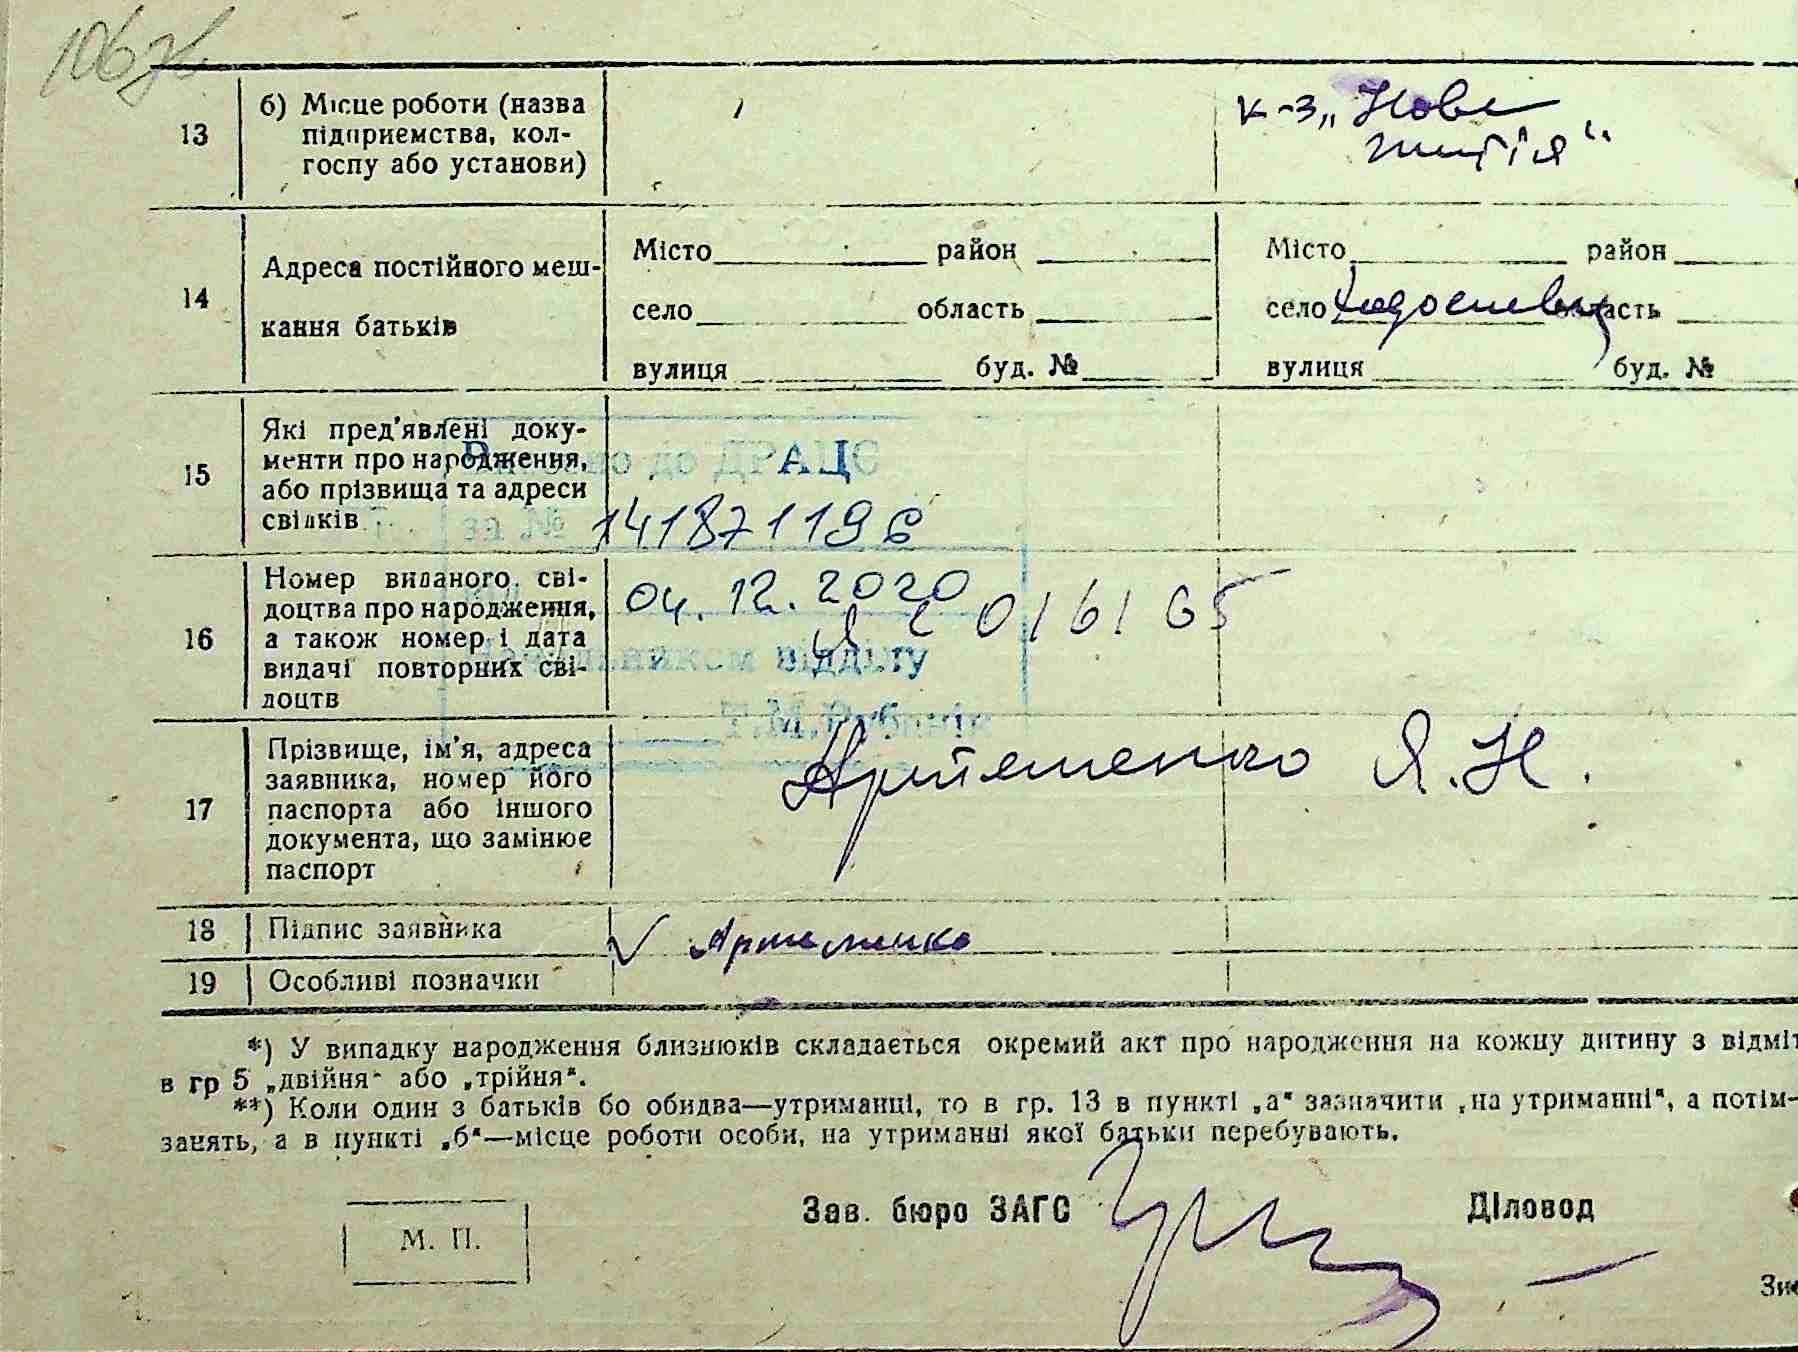 13
б) Місце роботи (назва
підприємства, кол-
госпу або установи)
к-з „Нове
життя“
14
Адреса постійного меш-
кання батьків
Місто район
село область
вулиця буд. №
Місто район
село область
вулиця буд. №
15
Які пред'явлені доку-
менти про народження,
або прізвища та адреси
свідків
до ДРАЦС
за № 141871196
16
Номер виданого сві-
доцтва про народження,
а також номер і дата
видачі повторних сві-
доцтв
04.12.2020
016165
Начальником відділу
Т.М.
17
Прізвище, ім'я, адреса
заявника, номер його
паспорта або іншого
документа, що замінює
паспорт
Артеменко Я.Н.
18
Підпис заявника
Артеменко
19
Особливі позначки
*) У випадку народження близнюків складається окремий акт про народження на кожну дитину з відміт
в гр 5 „двійня“ або „трійня“.
**) Коли один з батьків бо обидва—утриманці, то в гр. 13 в пункті „а“ зазначити „на утриманні“, а потім-
занять, а в пункті „б“—місце роботи особи, на утриманні якої батьки перебувають.
М. П.
Зав. бюро ЗАГС
Діловод